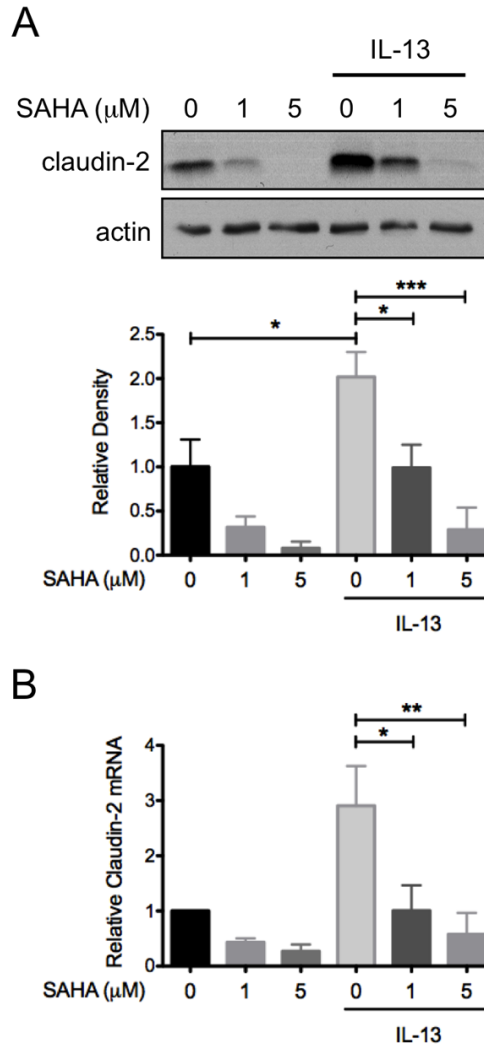 A
IL-13
SAHA (μM) 0 1 5 0 1 5
claudin-2
actin
*** 
* *
2.5
2.0
1.5
1.0
0.5
0.0
Relative Density
SAHA (μM) 0 1 5 0 1 5
IL-13
B
**
*
4
3
2
1
0
Relative Claudin-2 mRNA
SAHA (μM) 0 1 5 0 1 5
IL-13